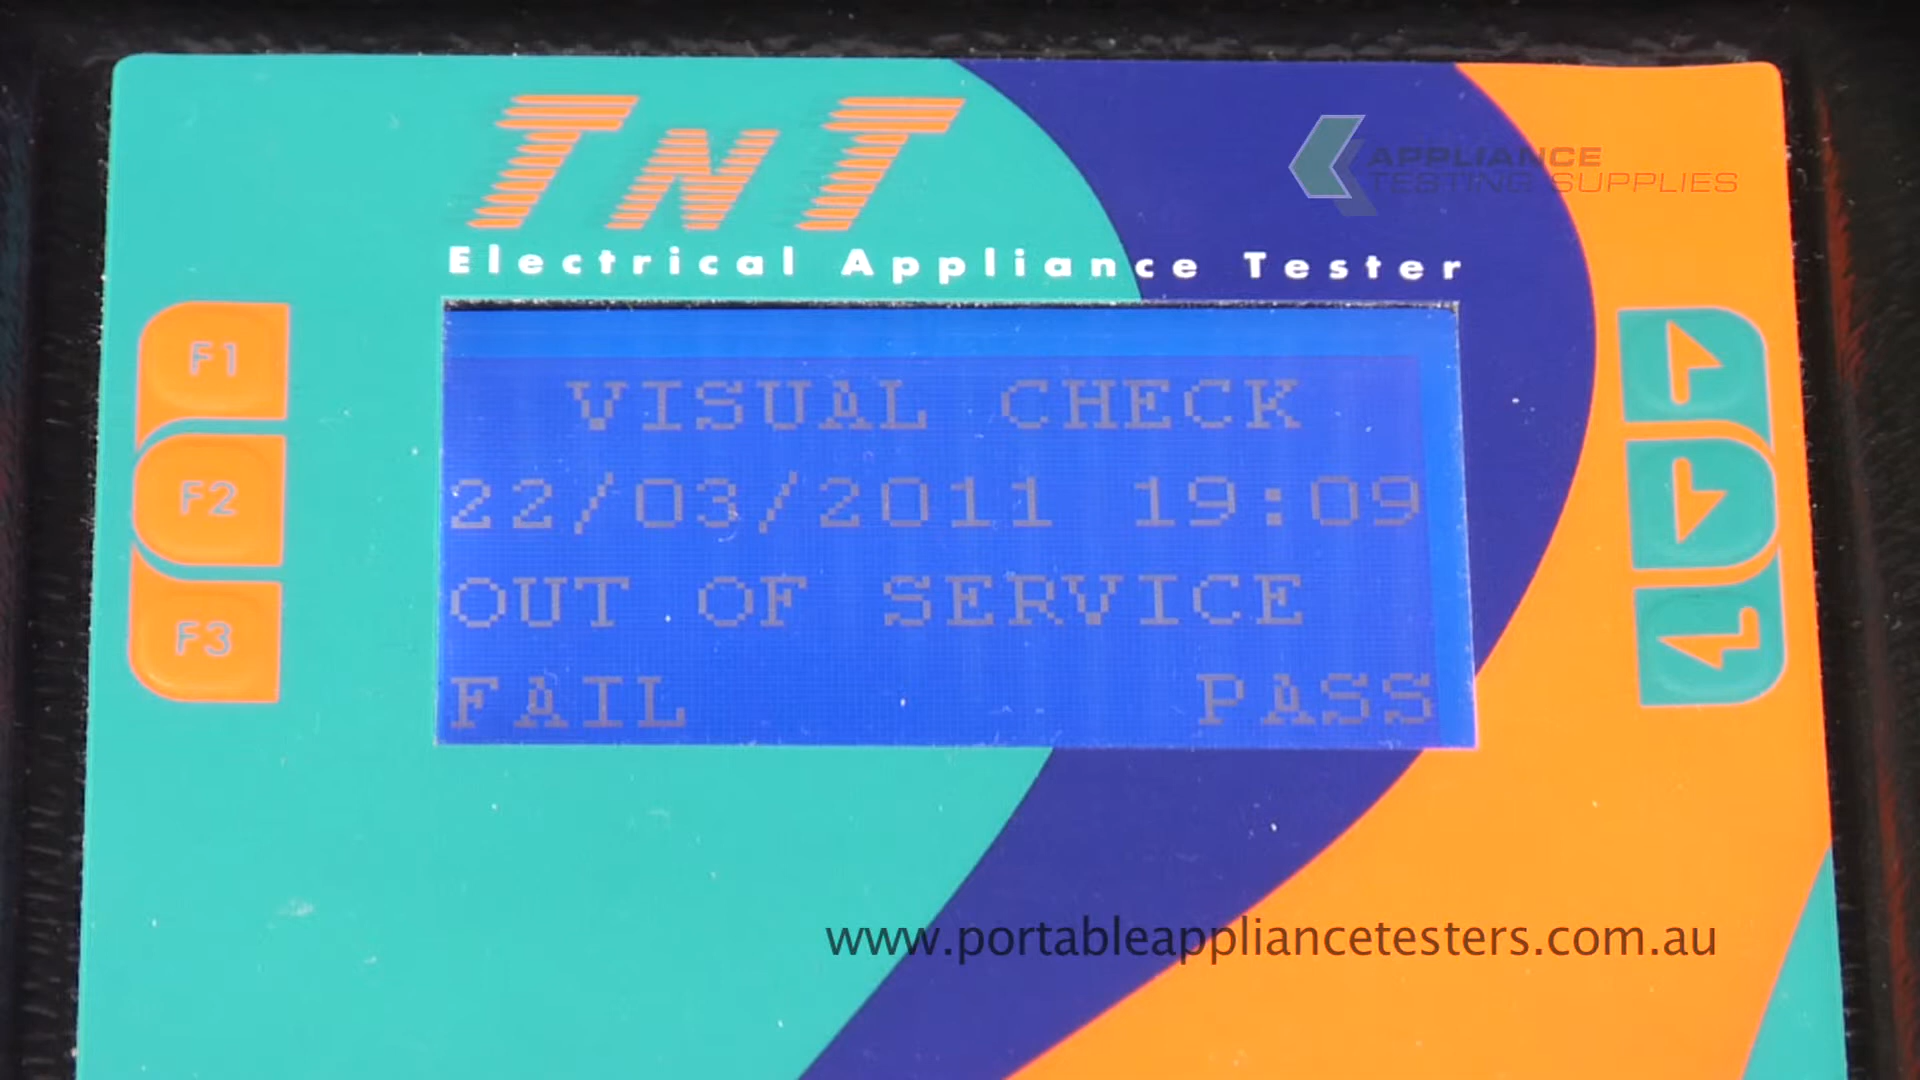 TNT
APPLIANCE
TESTING SUPPLIES
Electrical Appliance Tester
F1
F2
F3
VISUAL CHECK
22/03/2011 19:09
OUT OF SERVICE
FAIL PASS
www.portableappliancetesters.com.au